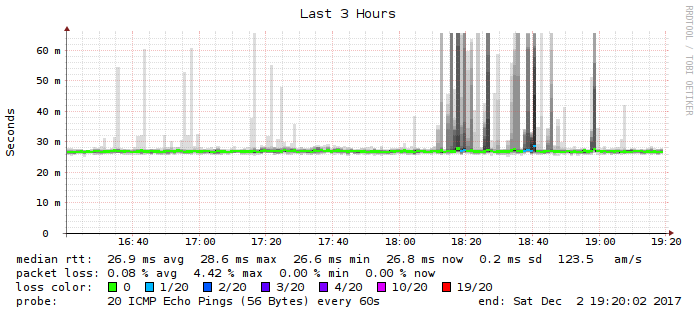 Last 3 Hours
RRDTOOL / TOBI OETIKER
Seconds
60 m
50 m
40 m
30 m
20 m
10 m
0
16:40 17:00 17:20 17:40 18:00 18:20 18:40 19:00 19:20
median rtt: 26.9 ms avg 28.6 ms max 26.6 ms min 26.8 ms now 0.2 ms sd 123.5 am/s
packet loss: 0.08 % avg 4.42 % max 0.00 % min 0.00 % now
loss color: 0 1/20 2/20 3/20 4/20 10/20 19/20
probe: 20 ICMP Echo Pings (56 Bytes) every 60s end: Sat Dec 2 19:20:02 2017